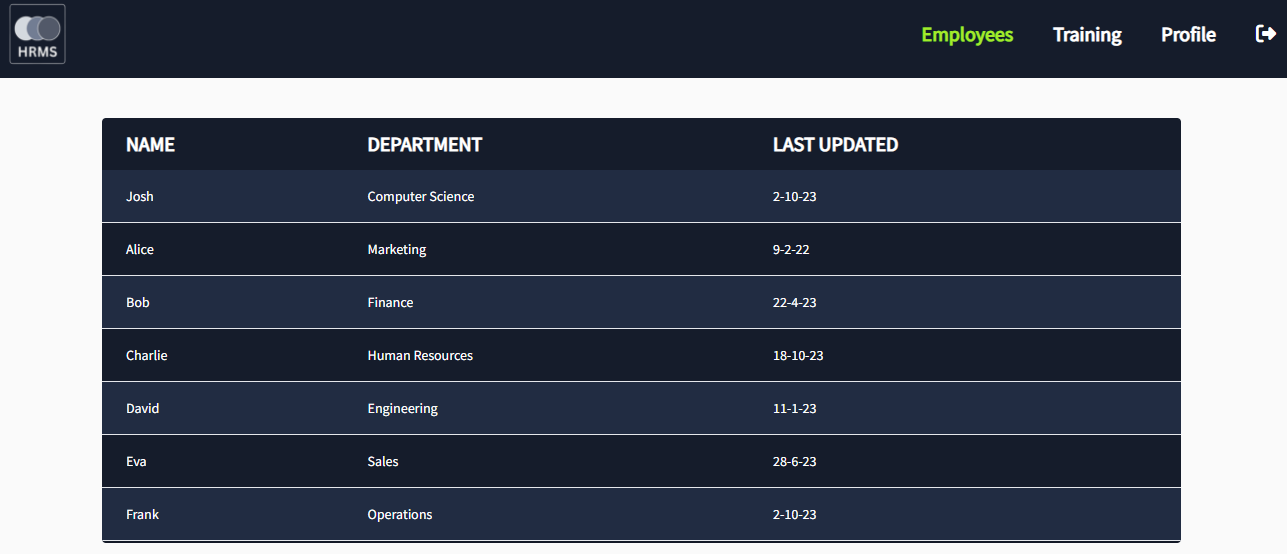 HRMS
Employees Training Profile
NAME DEPARTMENT LAST UPDATED
Josh Computer Science 2-10-23
Alice Marketing 9-2-22
Bob Finance 22-4-23
Charlie Human Resources 18-10-23
David Engineering 11-1-23
Eva Sales 28-6-23
Frank Operations 2-10-23